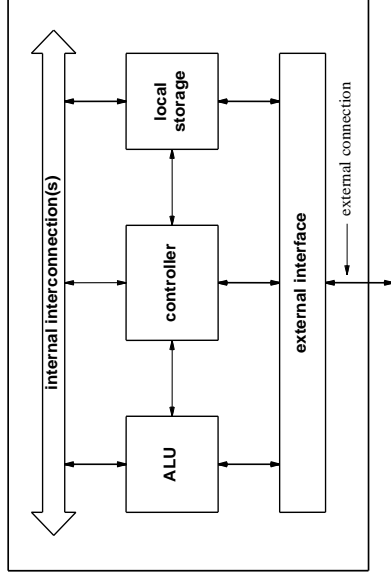 internal interconnection(s)
ALU
controller
local
storage
external interface
external connection